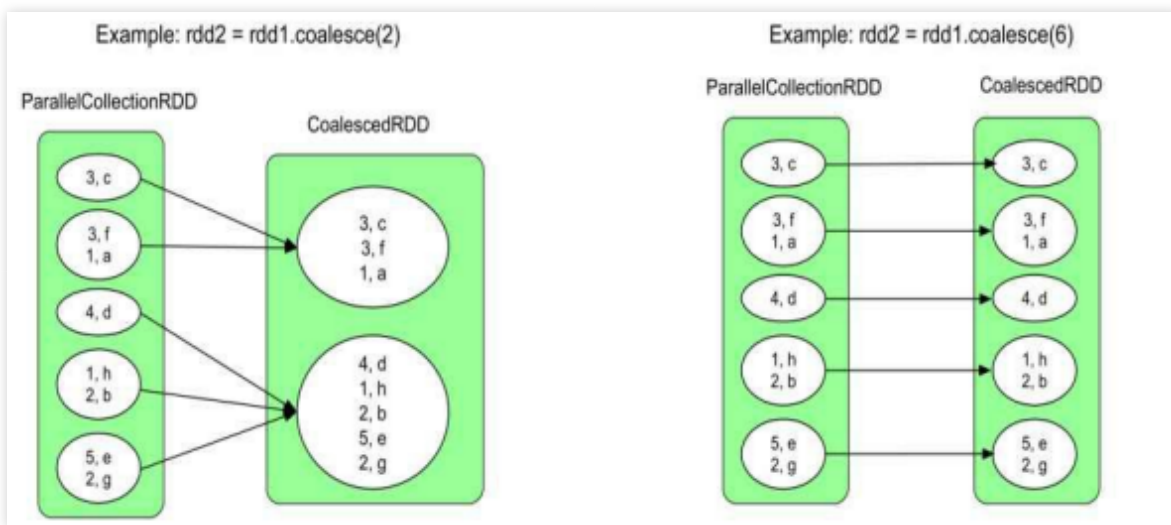 Example: rdd2 = rdd1.coalesce(2)
ParallelCollectionRDD
CoalescedRDD
3, c
3, f
1, a
4, d
1, h
2, b
5, e
2, g
3, c
3, f
1, a
4, d
1, h
2, b
5, e
2, g
Example: rdd2 = rdd1.coalesce(6)
ParallelCollectionRDD
CoalescedRDD
3, c
3, f
1, a
4, d
1, h
2, b
5, e
2, g
3, c
3, f
1, a
4, d
1, h
2, b
5, e
2, g